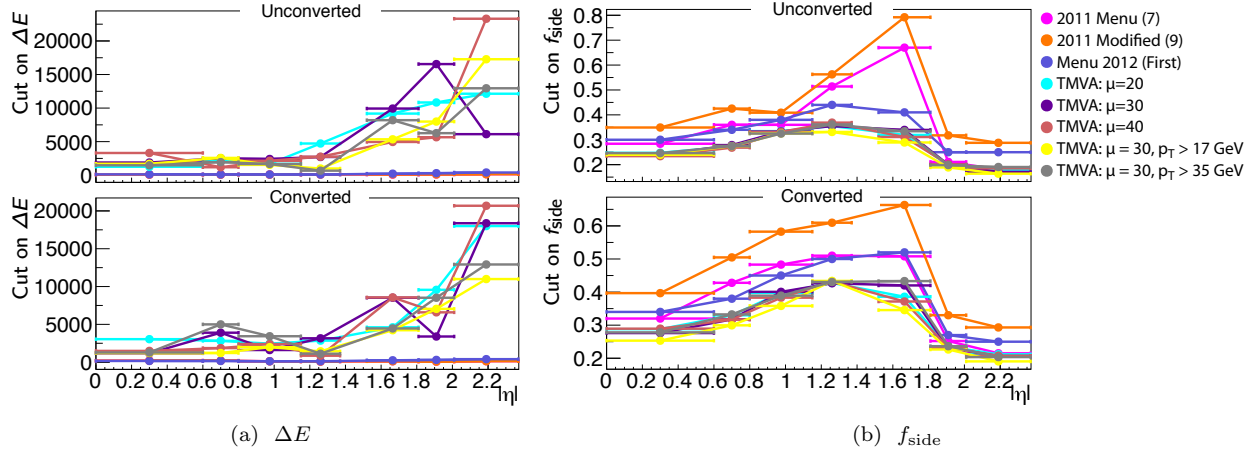 Unconverted
Cut on ΔE
20000
15000
10000
5000
0
Converted
Cut on ΔE
20000
15000
10000
5000
0
0 0.2 0.4 0.6 0.8 1 1.2 1.4 1.6 1.8 2 2.2
|η|
(a) ΔE
Unconverted
Cut on f_side
0.8
0.7
0.6
0.5
0.4
0.3
0.2
Converted
Cut on f_side
0.6
0.5
0.4
0.3
0.2
0 0.2 0.4 0.6 0.8 1 1.2 1.4 1.6 1.8 2 2.2
|η|
(b) f_side
2011 Menu (7)
2011 Modified (9)
Menu 2012 (First)
TMVA: μ=20
TMVA: μ=30
TMVA: μ=40
TMVA: μ = 30, p_T > 17 GeV
TMVA: μ = 30, p_T > 35 GeV